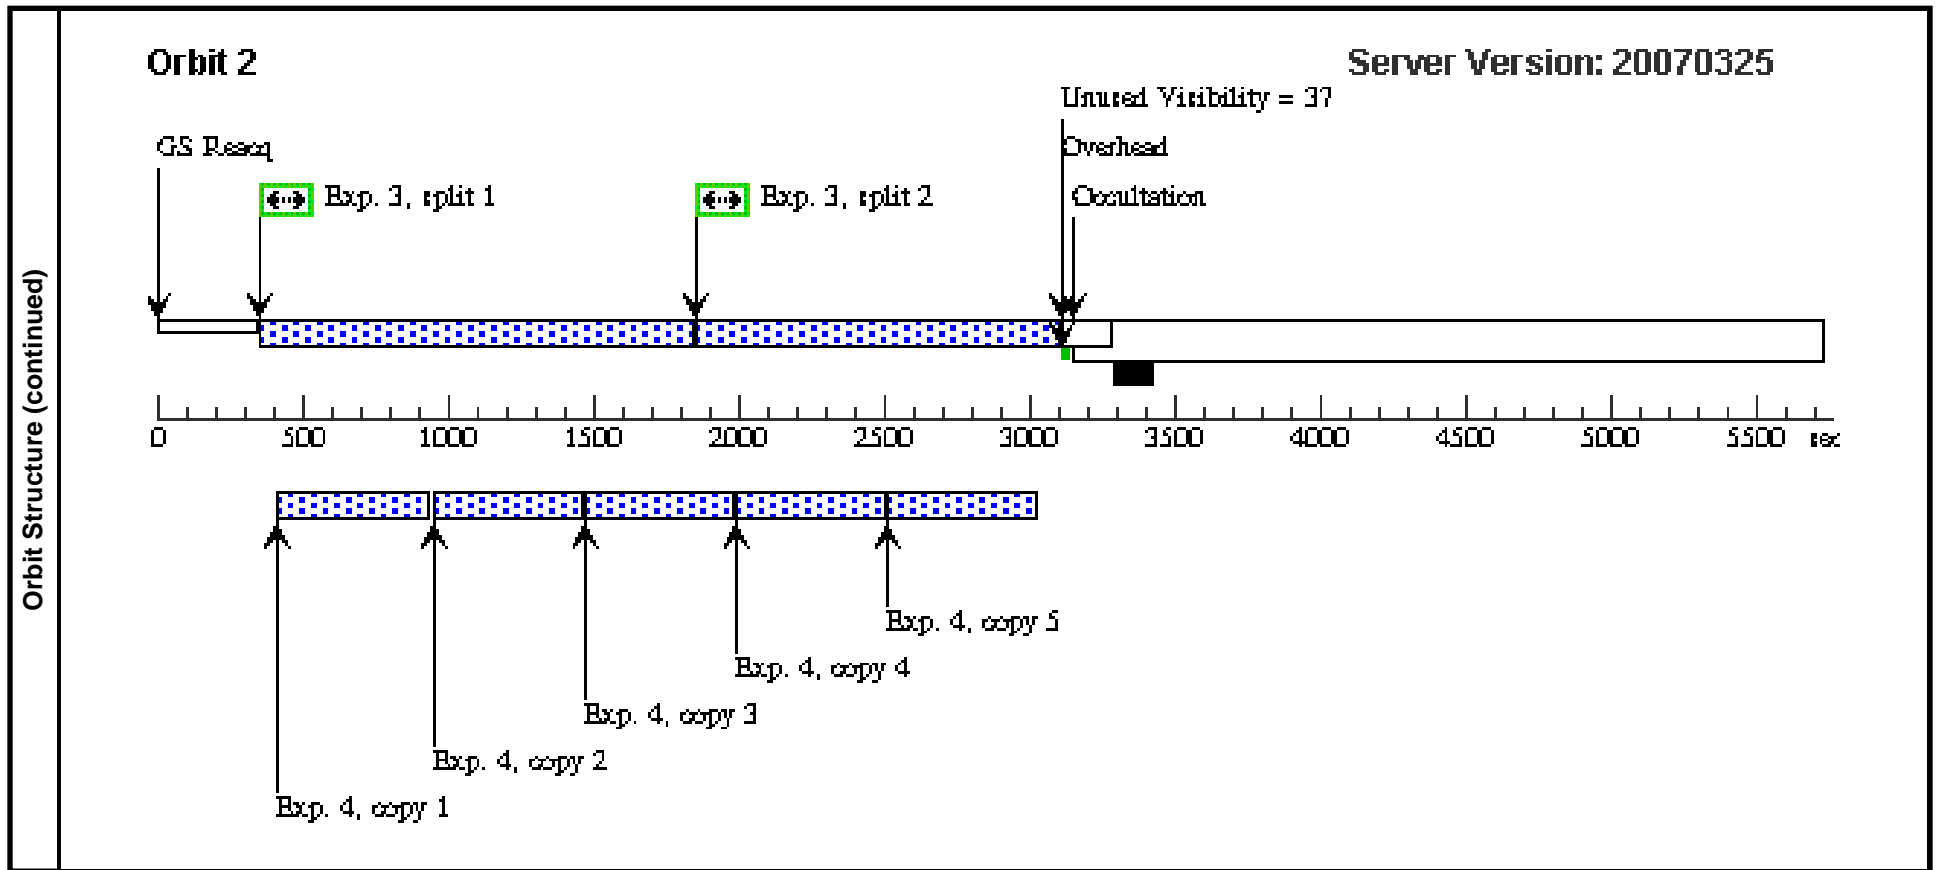 Orbit 2
Server Version: 20070325
Unused Visibility = 37
GS Reacq
Overhead
Exp. 3, split 1
Exp. 3, split 2
Occultation
Orbit Structure (continued)
0 500 1000 1500 2000 2500 3000 3500 4000 4500 5000 5500 sec
Exp. 4, copy 5
Exp. 4, copy 4
Exp. 4, copy 3
Exp. 4, copy 2
Exp. 4, copy 1